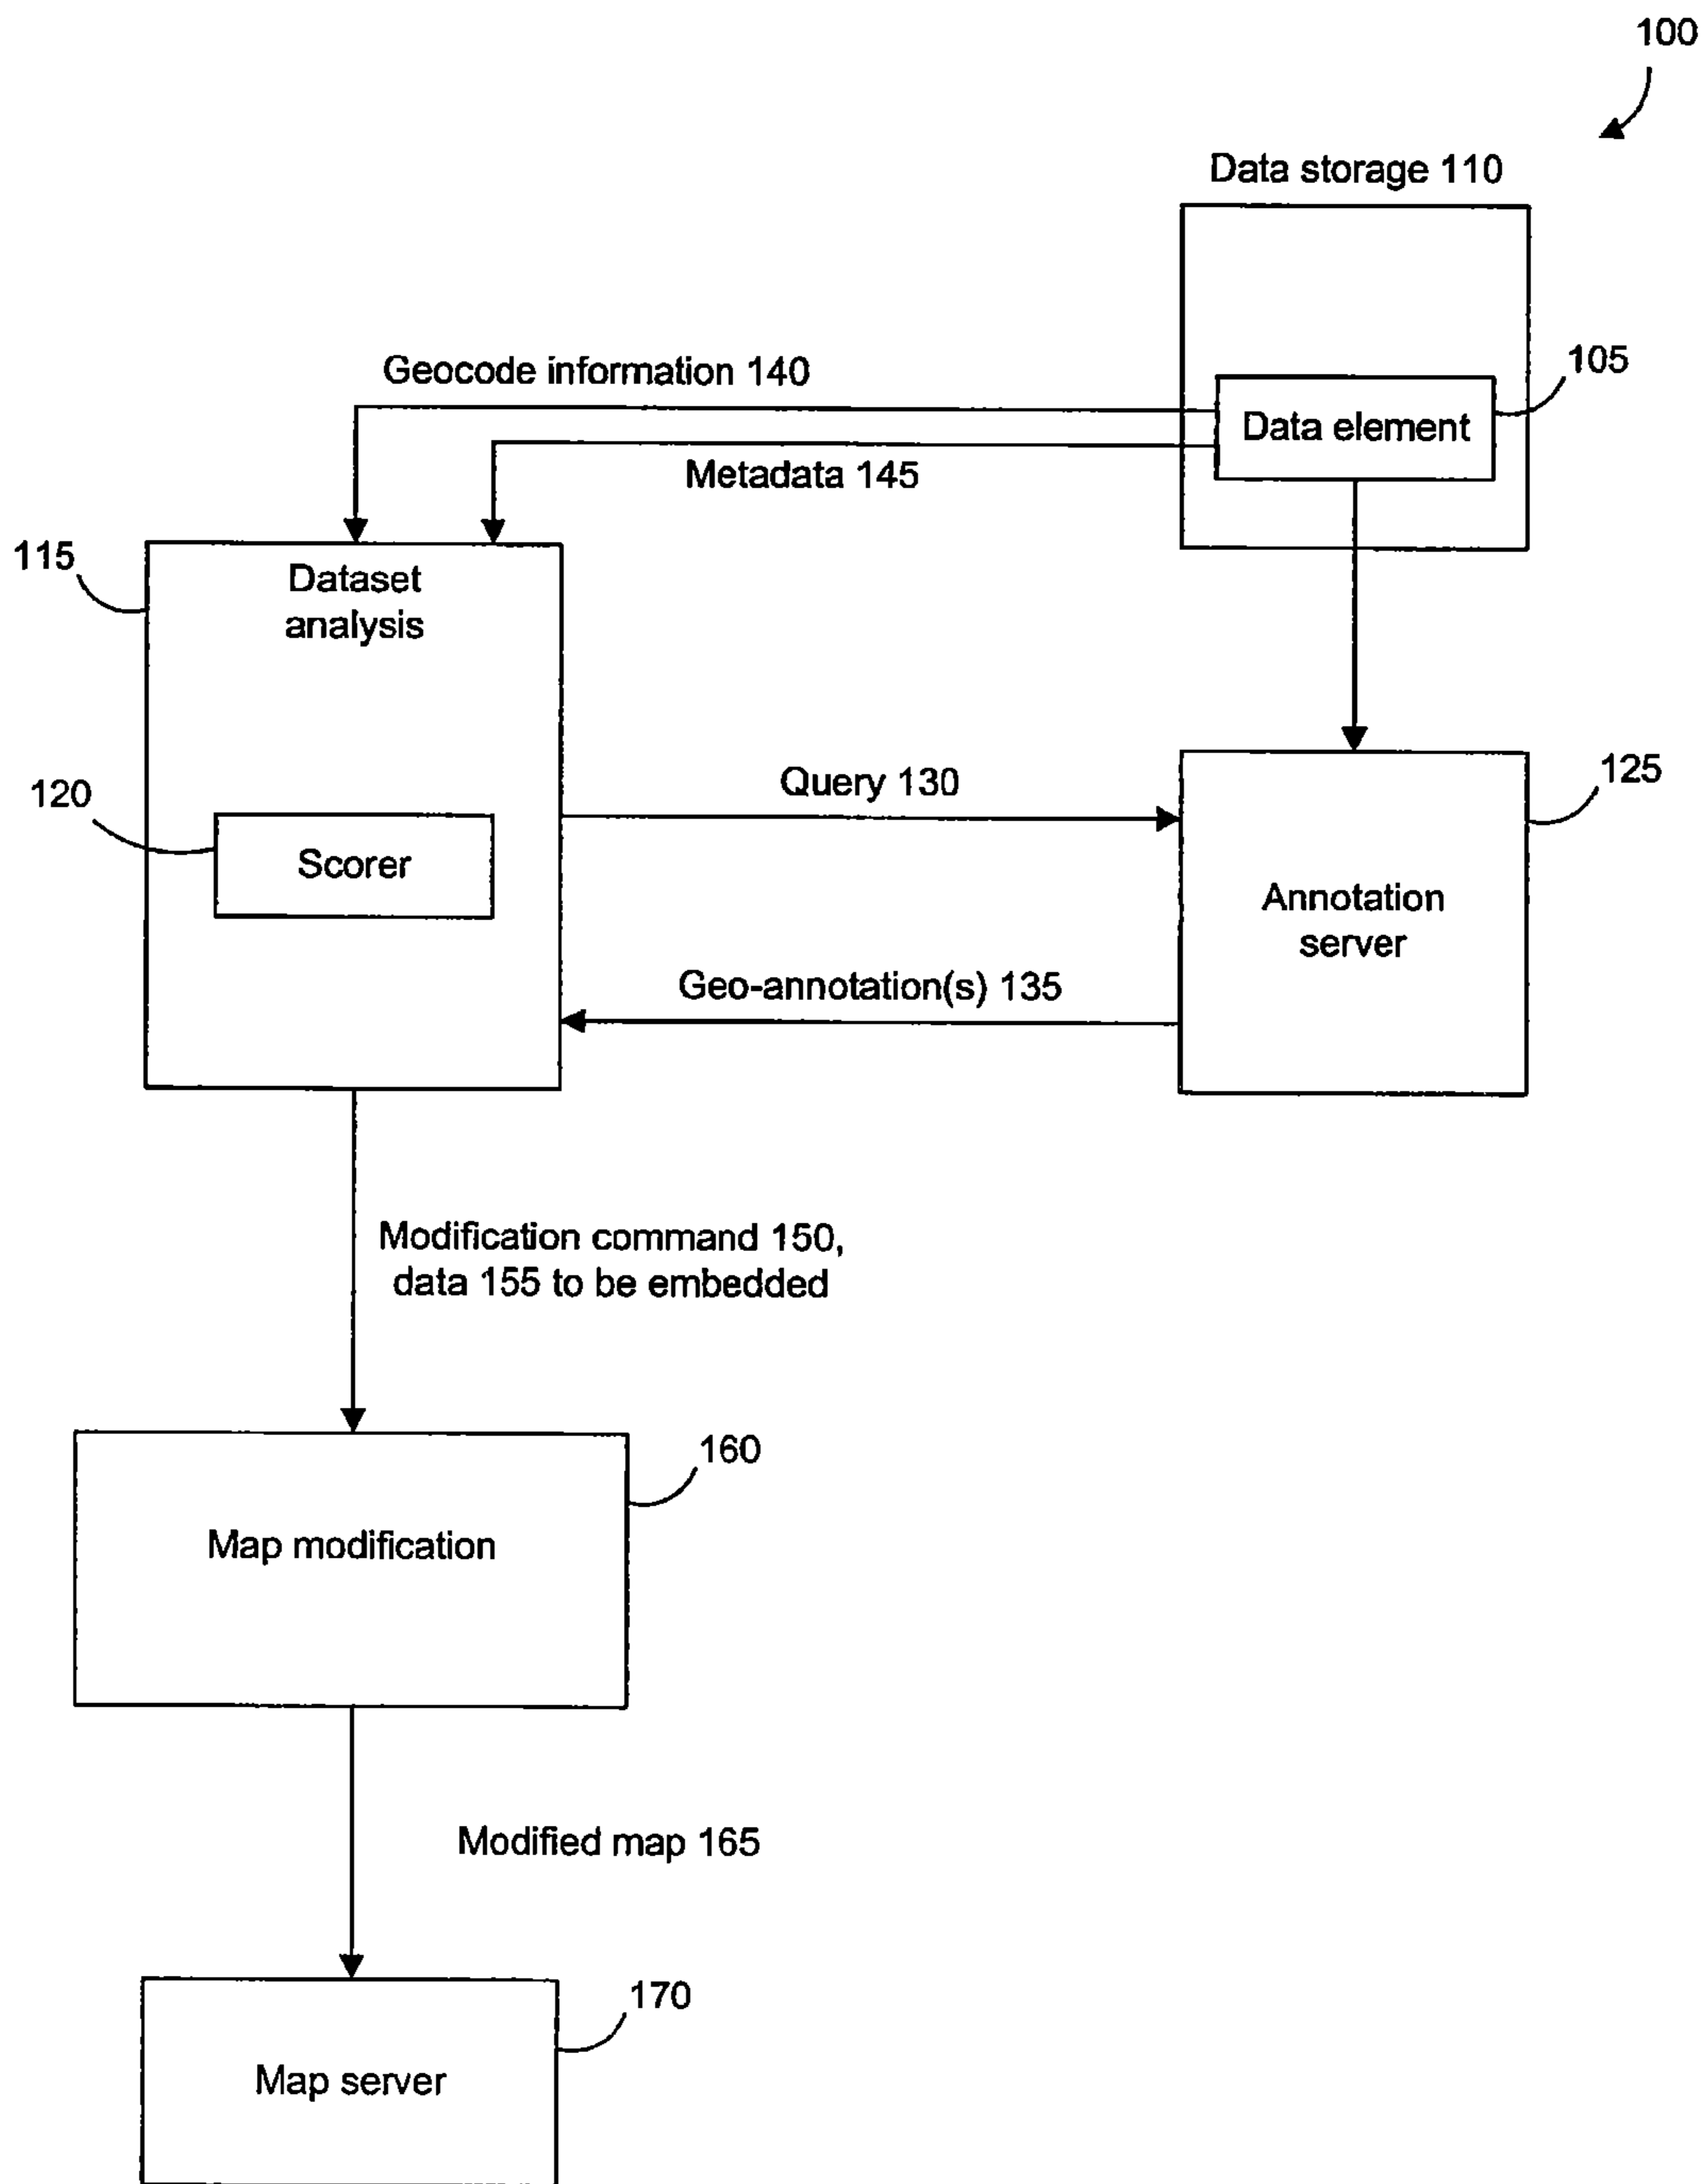 100
Data storage 110
Geocode information 140
105
Data element
Metadata 145
115
Dataset
analysis
Query 130
125
120
Scorer
Annotation
server
Geo-annotation(s) 135
Modification command 150,
data 155 to be embedded
160
Map modification
Modified map 165
170
Map server